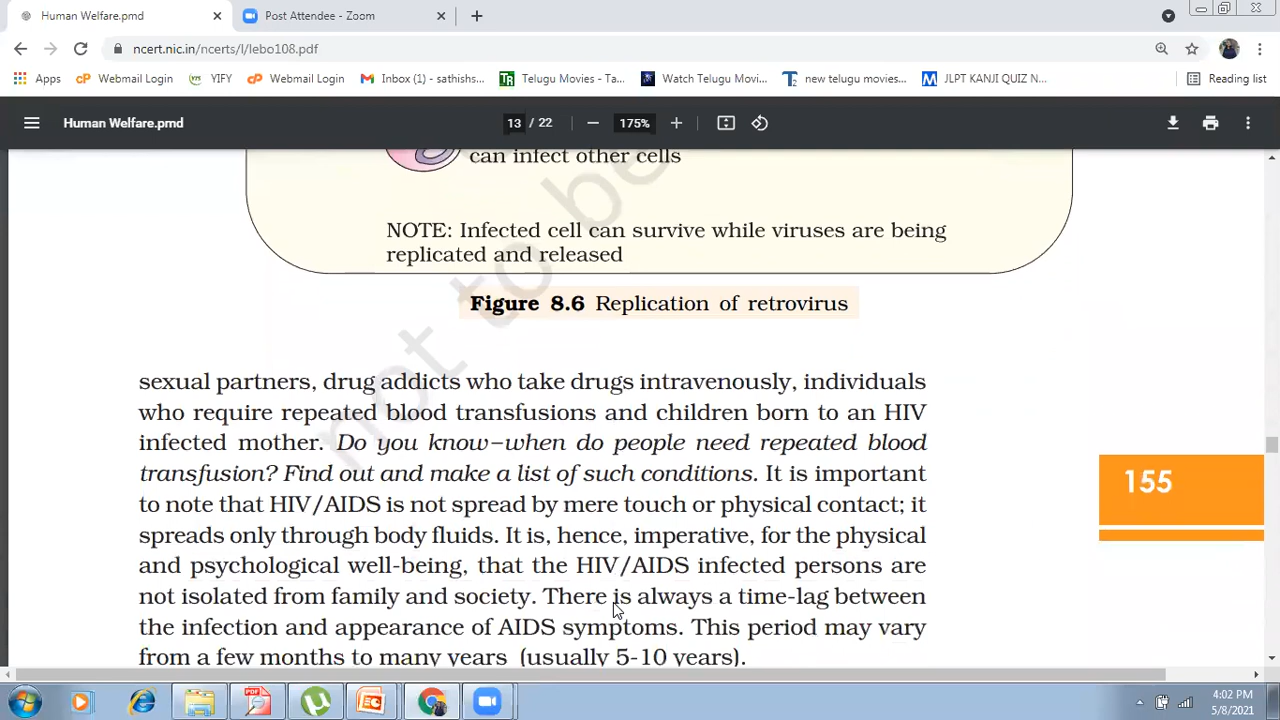 Human Welfare.pmd
Post Attendee - Zoom
ncert.nic.in/ncerts/l/lebo108.pdf
Apps
Webmail Login
YIFY
Webmail Login
Inbox (1) - sathishs...
Telugu Movies - Ta...
Watch Telugu Movi...
new telugu movies...
JLPT KANJI QUIZ N...
Reading list
Human Welfare.pmd
13 / 22
175%
can infect other cells
NOTE: Infected cell can survive while viruses are being
replicated and released
Figure 8.6 Replication of retrovirus
not to be
sexual partners, drug addicts who take drugs intravenously, individuals
who require repeated blood transfusions and children born to an HIV
infected mother. Do you know–when do people need repeated blood
transfusion? Find out and make a list of such conditions. It is important
to note that HIV/AIDS is not spread by mere touch or physical contact; it
spreads only through body fluids. It is, hence, imperative, for the physical
and psychological well-being, that the HIV/AIDS infected persons are
not isolated from family and society. There is always a time-lag between
the infection and appearance of AIDS symptoms. This period may vary
from a few months to many years (usually 5-10 years).
155
4:02 PM
5/8/2021